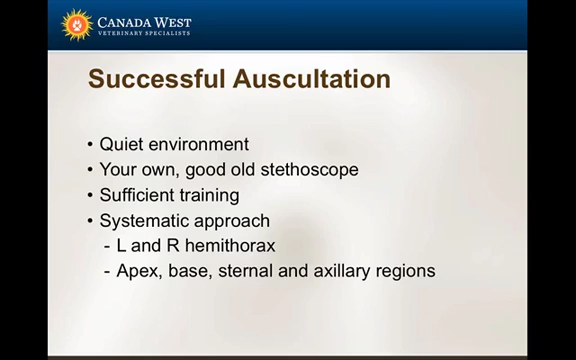 CANADA WEST
VETERINARY SPECIALISTS
Successful Auscultation
• Quiet environment
• Your own, good old stethoscope
• Sufficient training
• Systematic approach
- L and R hemithorax
- Apex, base, sternal and axillary regions